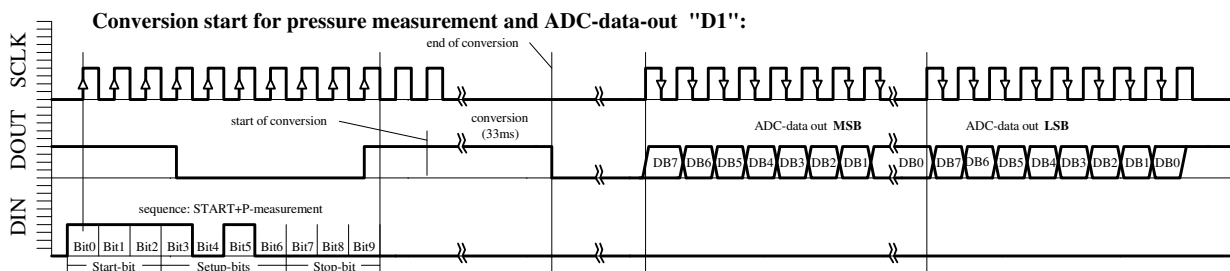 Conversion start for pressure measurement and ADC-data-out "D1":
end of conversion
SCLK
start of conversion
conversion
(33ms)
ADC-data out MSB
ADC-data out LSB
DOUT
DB7 DB6 DB5 DB4 DB3 DB2 DB1 DB0 DB7 DB6 DB5 DB4 DB3 DB2 DB1 DB0
sequence: START+P-measurement
DIN
Bit0 Bit1 Bit2 Bit3 Bit4 Bit5 Bit6 Bit7 Bit8 Bit9
Start-bit Setup-bits Stop-bit